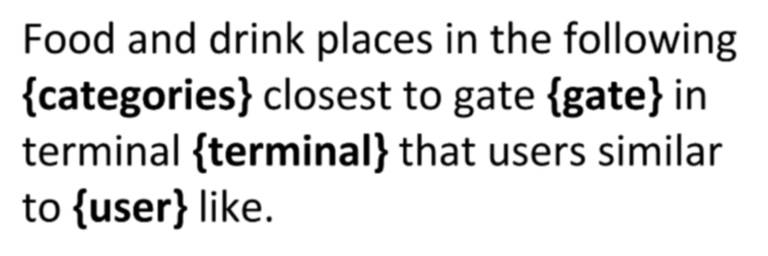 Food and drink places in the following
{categories} closest to gate {gate} in
terminal {terminal} that users similar
to {user} like.